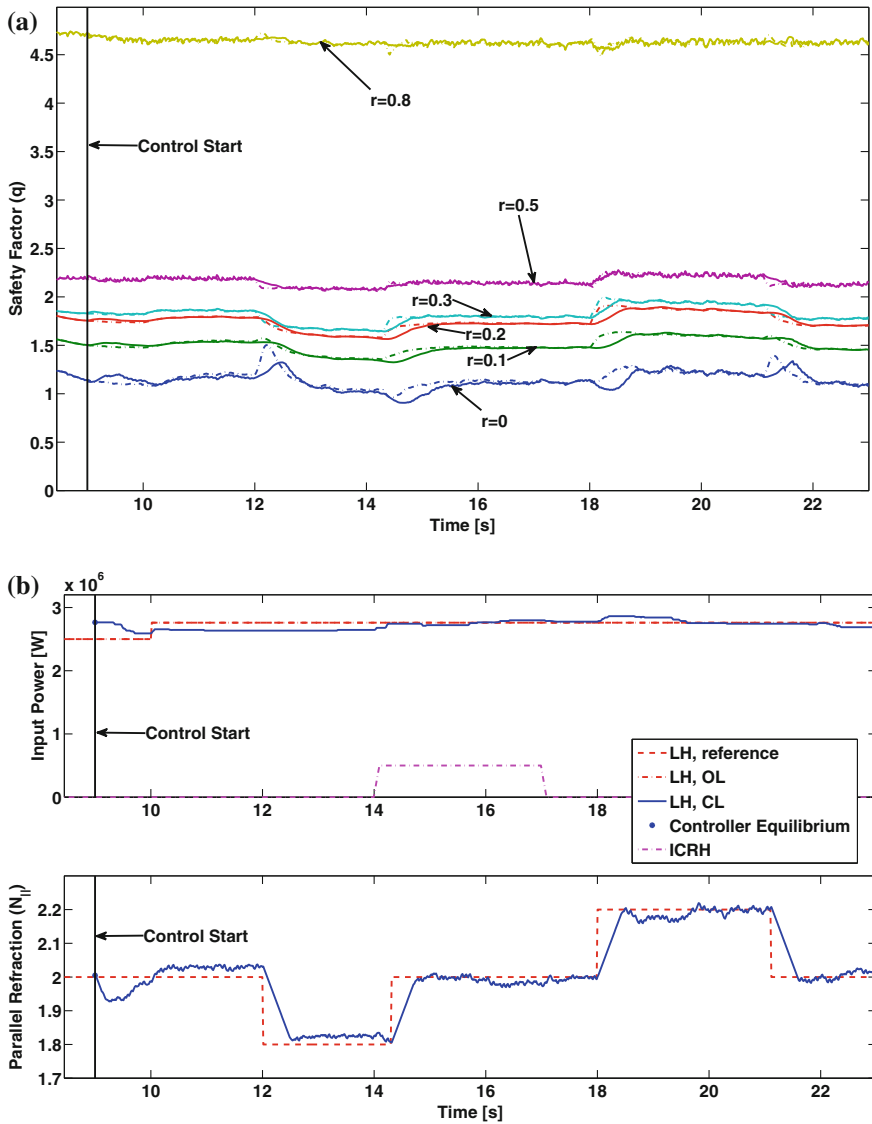 (a)
4.5
4
3.5
3
2.5
2
1.5
1
0.5
0
Safety Factor (q)
r=0.8
Control Start
r=0.5
r=0.3
r=0.2
r=0.1
r=0
10 12 14 16 18 20 22
Time [s]
(b)
x 10^6
3
2
1
0
Input Power [W]
Control Start
10 12 14 16 18
LH, reference
LH, OL
LH, CL
Controller Equilibrium
ICRH
2.2
2.1
2
1.9
1.8
1.7
Parallel Refraction (N||)
Control Start
10 12 14 16 18 20 22
Time [s]